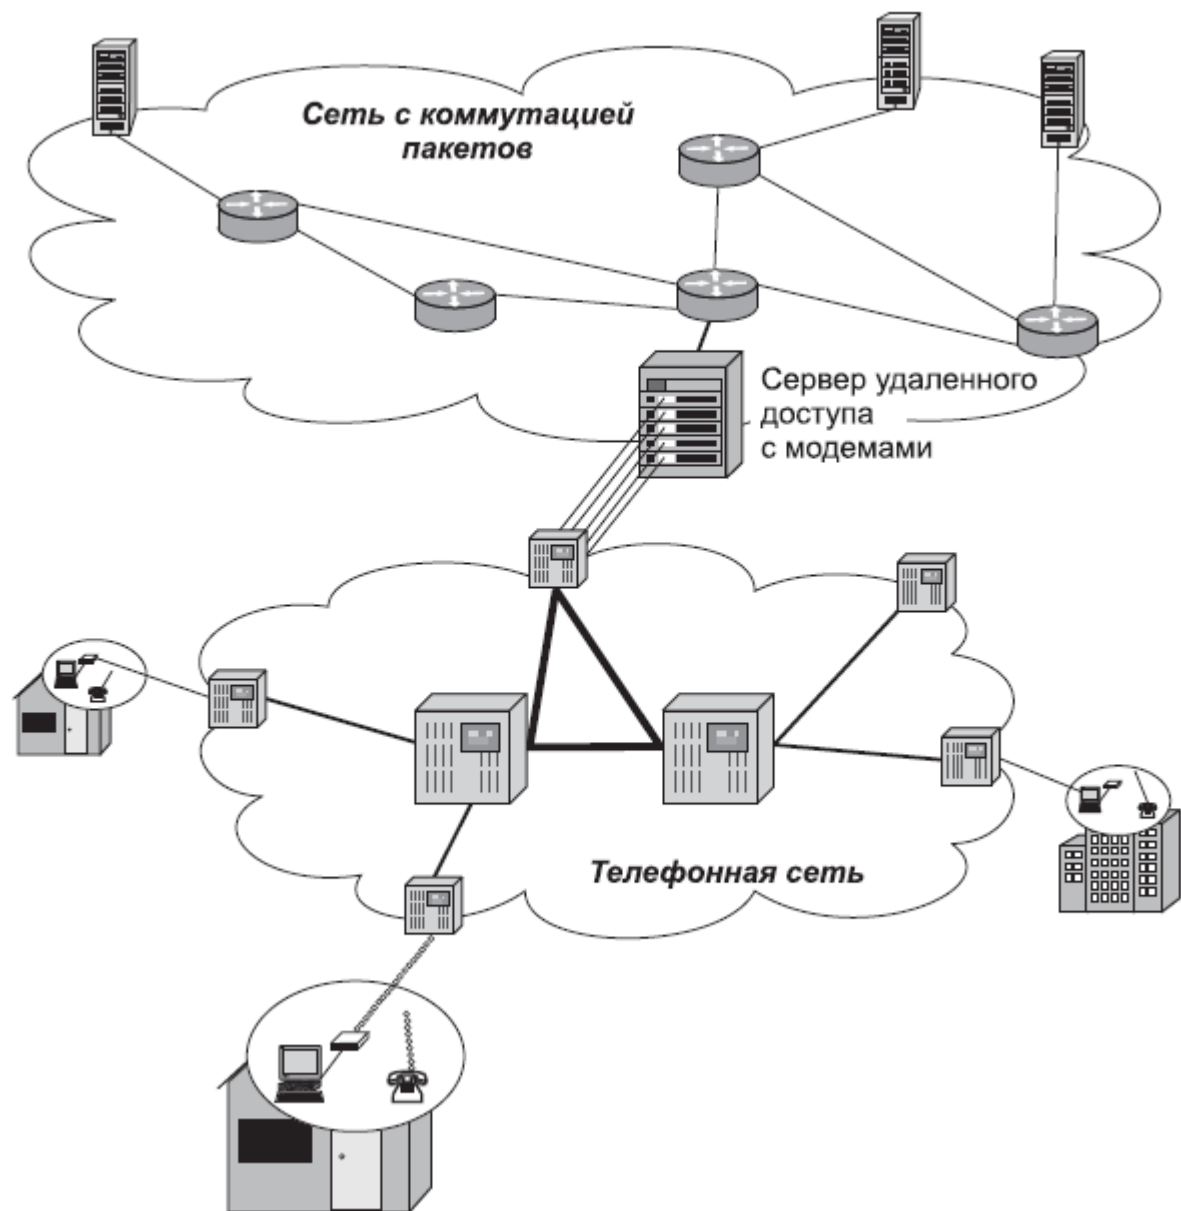 Сеть с коммутацией
пакетов
Сервер удаленного
доступа
с модемами
Телефонная сеть